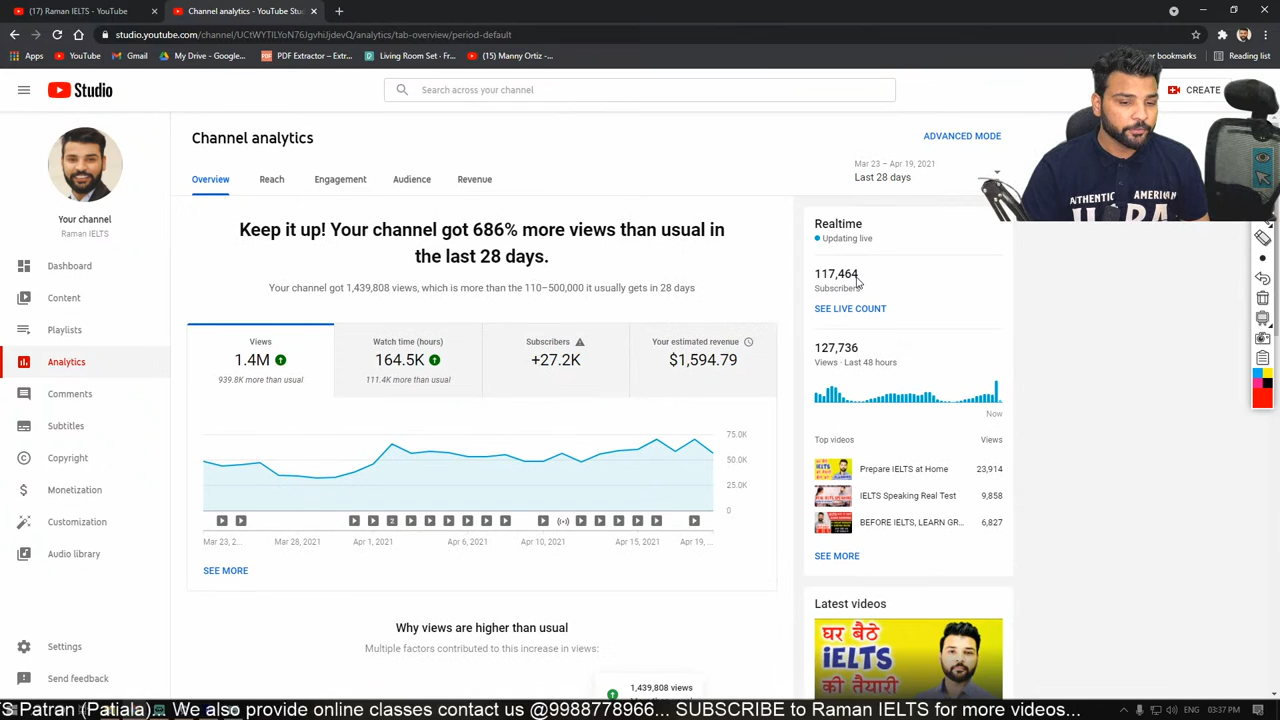 (17) Raman IELTS - YouTube
Channel analytics - YouTube Stud
studio.youtube.com/channel/UCtWYTILYoN76JgvhiJjdevQ/analytics/tab-overview/period-default
Apps
YouTube
Gmail
My Drive - Google...
PDF Extractor – Extr...
Living Room Set - Fr...
(15) Manny Ortiz -...
er bookmarks
Reading list
Studio
Search across your channel
CREATE
Channel analytics
ADVANCED MODE
Mar 23 – Apr 19, 2021
Last 28 days
Overview
Reach
Engagement
Audience
Revenue
AUTHENTIC AMERICAN
Your channel
Raman IELTS
Dashboard
Content
Playlists
Analytics
Comments
Subtitles
Copyright
Monetization
Customization
Audio library
Settings
Send feedback
Keep it up! Your channel got 686% more views than usual in
the last 28 days.
Your channel got 1,439,808 views, which is more than the 110–500,000 it usually gets in 28 days
Views
1.4M
939.8K more than usual
Watch time (hours)
164.5K
111.4K more than usual
Subscribers
+27.2K
Your estimated revenue
$1,594.79
75.0K
50.0K
25.0K
0
Mar 23, 2...
Mar 28, 2021
Apr 1, 2021
Apr 6, 2021
Apr 10, 2021
Apr 15, 2021
Apr 19, ...
SEE MORE
Why views are higher than usual
Multiple factors contributed to this increase in views:
1,439,808 views
Realtime
Updating live
117,464
Subscribers
SEE LIVE COUNT
127,736
Views · Last 48 hours
Now
Top videos
Views
Prepare IELTS at Home
23,914
IELTS Speaking Real Test
9,858
BEFORE IELTS, LEARN GR...
6,827
SEE MORE
Latest videos
घर बैठे
iELTS
की तैयारी
TS Patran (Patiala)... We also provide online classes contact us @9988778966... SUBSCRIBE to Raman IELTS for more videos...
03:37 PM